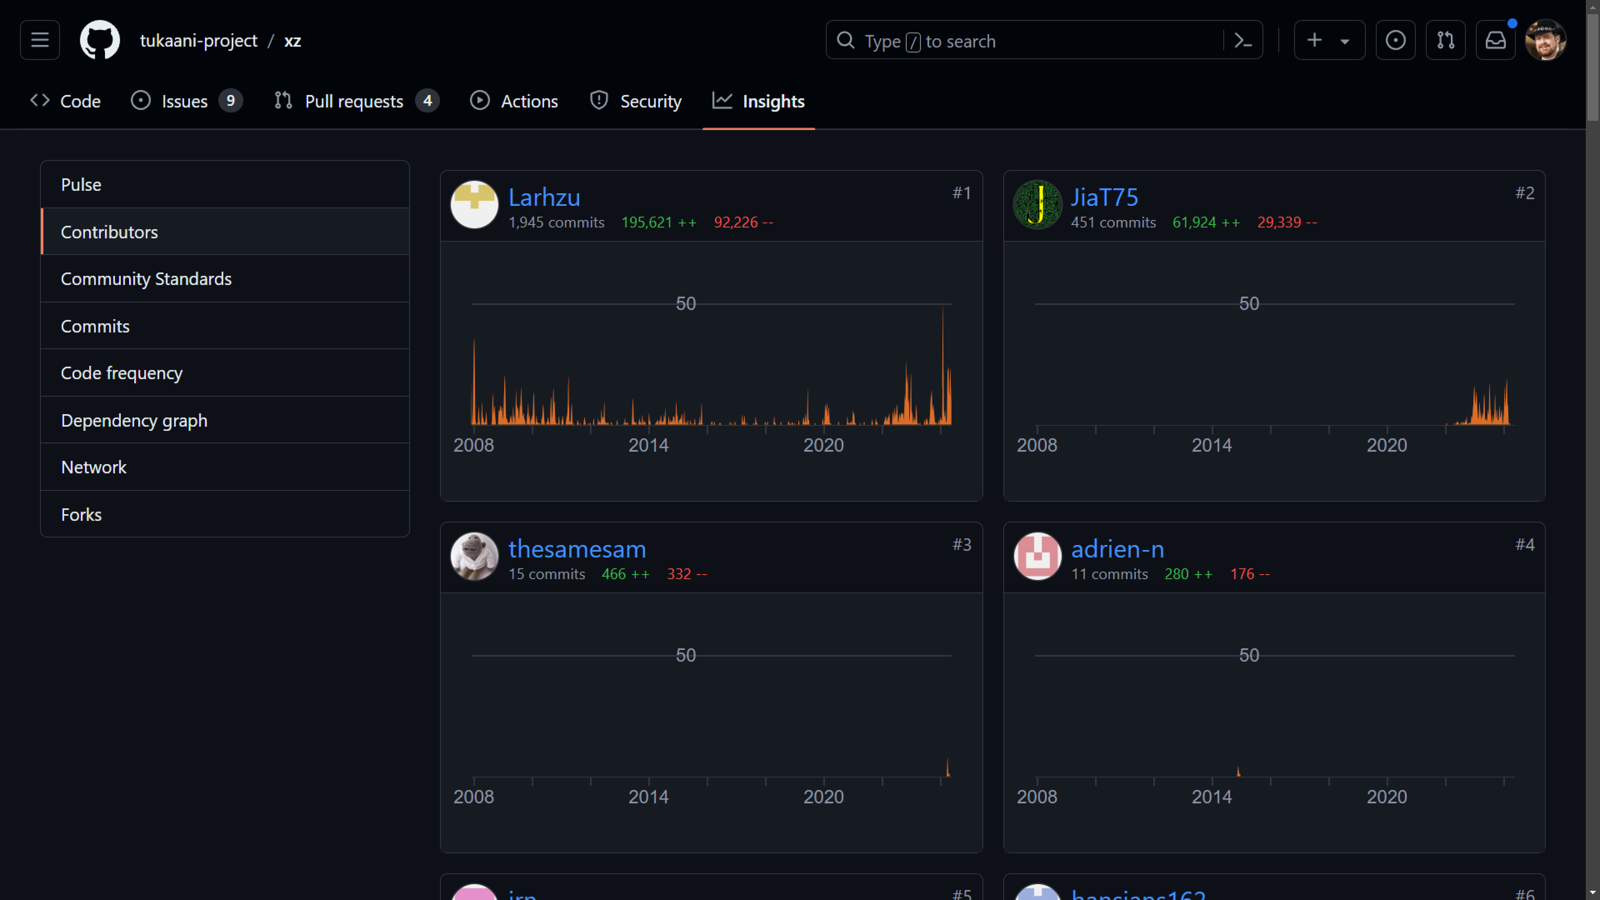 tukaani-project / xz
Type / to search
Code
Issues 9
Pull requests 4
Actions
Security
Insights
Pulse
Contributors
Community Standards
Commits
Code frequency
Dependency graph
Network
Forks
Larhzu
#1
1,945 commits 195,621 ++ 92,226 --
50
2008 2014 2020
JiaT75
#2
451 commits 61,924 ++ 29,339 --
50
2008 2014 2020
thesamesam
#3
15 commits 466 ++ 332 --
50
2008 2014 2020
adrien-n
#4
11 commits 280 ++ 176 --
50
2008 2014 2020
#5
#6